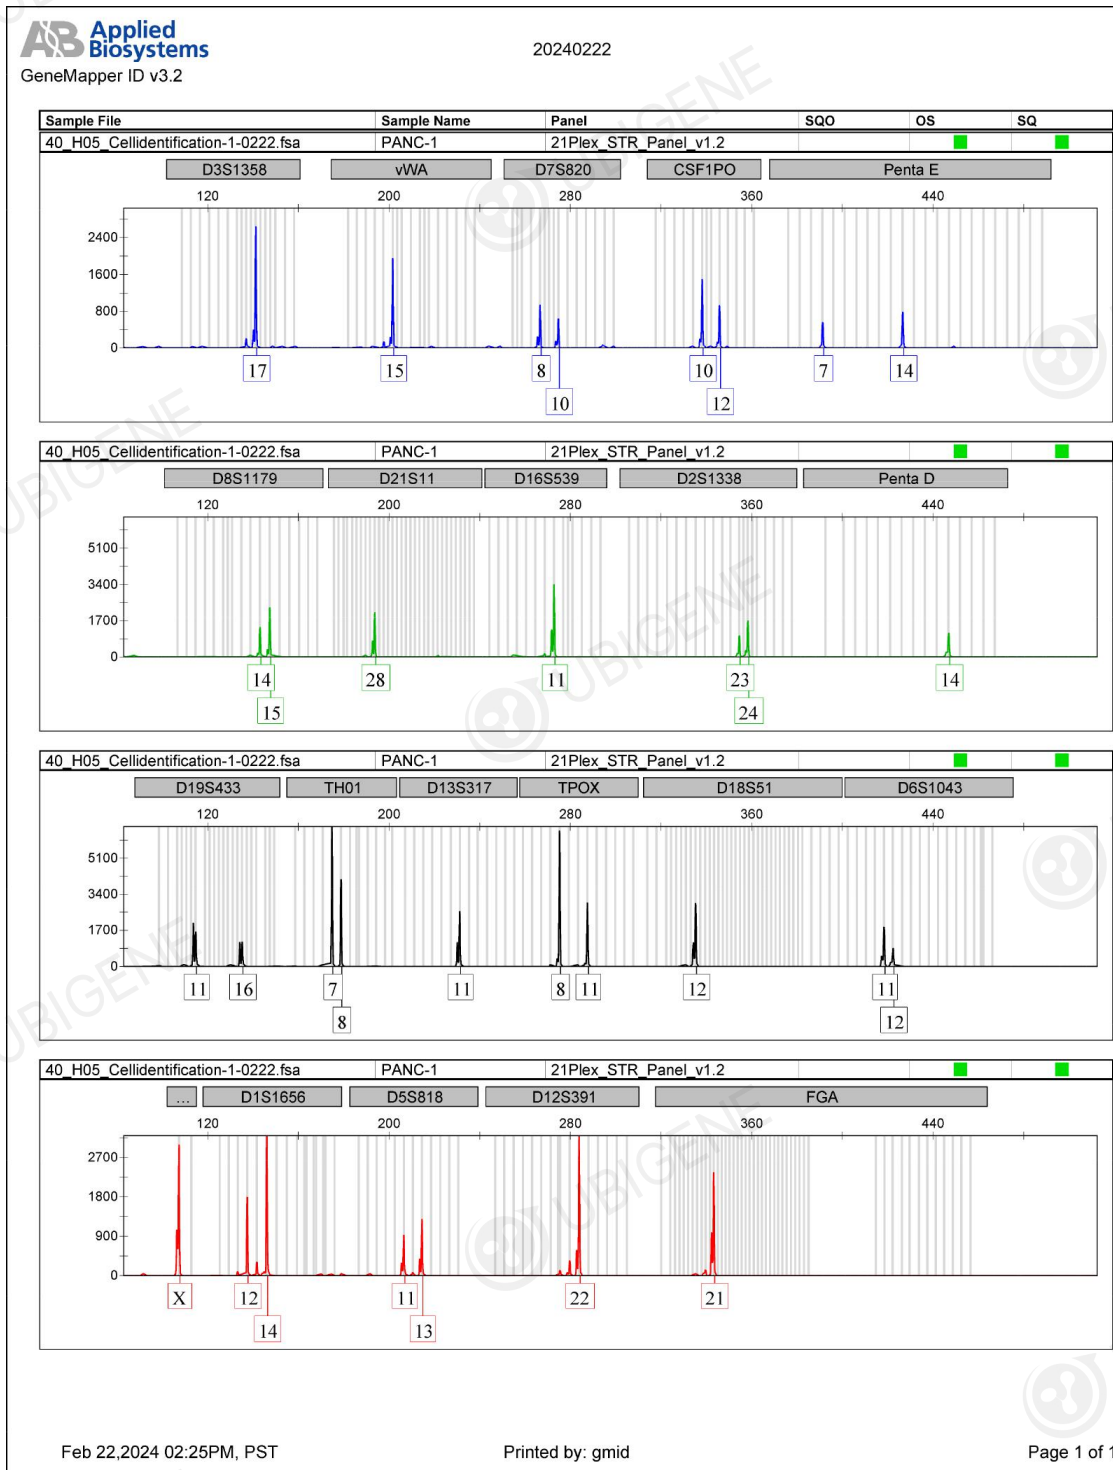 AB Applied
Biosystems
20240222
GeneMapper ID v3.2
Sample File Sample Name Panel SQO OS SQ
40_H05_Cellidentification-1-0222.fsa PANC-1 21Plex_STR_Panel_v1.2
D3S1358 vWA D7S820 CSF1PO Penta E
120 200 280 360 440
2400
1600
800
0
17 15 8 10 7 14
10 12
40_H05_Cellidentification-1-0222.fsa PANC-1 21Plex_STR_Panel_v1.2
D8S1179 D21S11 D16S539 D2S1338 Penta D
120 200 280 360 440
5100
3400
1700
0
14 28 11 23 14
15 24
40_H05_Cellidentification-1-0222.fsa PANC-1 21Plex_STR_Panel_v1.2
D19S433 TH01 D13S317 TPOX D18S51 D6S1043
120 200 280 360 440
5100
3400
1700
0
11 16 7 11 8 11 12 11
8 12
40_H05_Cellidentification-1-0222.fsa PANC-1 21Plex_STR_Panel_v1.2
... D1S1656 D5S818 D12S391 FGA
120 200 280 360 440
2700
1800
900
0
X 12 11 22 21
14 13
Feb 22,2024 02:25PM, PST Printed by: gmid Page 1 of 1
UBIGENE
UBIGENE
UBIGENE
UBIGENE
UBIGENE